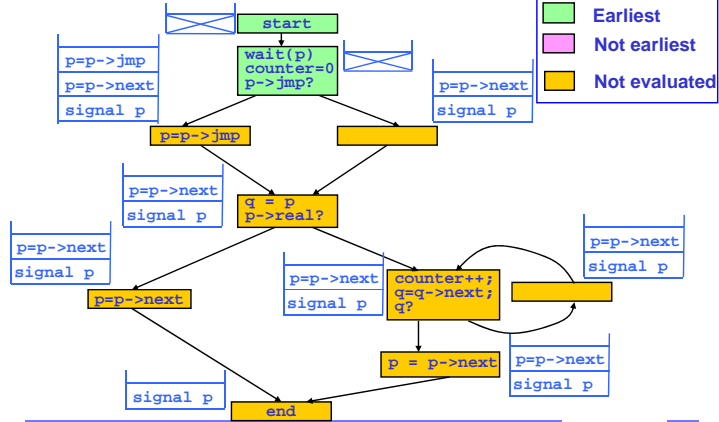 start
Earliest
Not earliest
Not evaluated
wait(p)
counter=0
p->jmp?
p=p->jmp
p=p->next
signal p
p=p->next
signal p
p=p->jmp
p=p->next
signal p
q = p
p->real?
p=p->next
signal p
p=p->next
signal p
p=p->next
signal p
counter++;
q=q->next;
q?
p=p->next
p = p->next
p=p->next
signal p
signal p
end